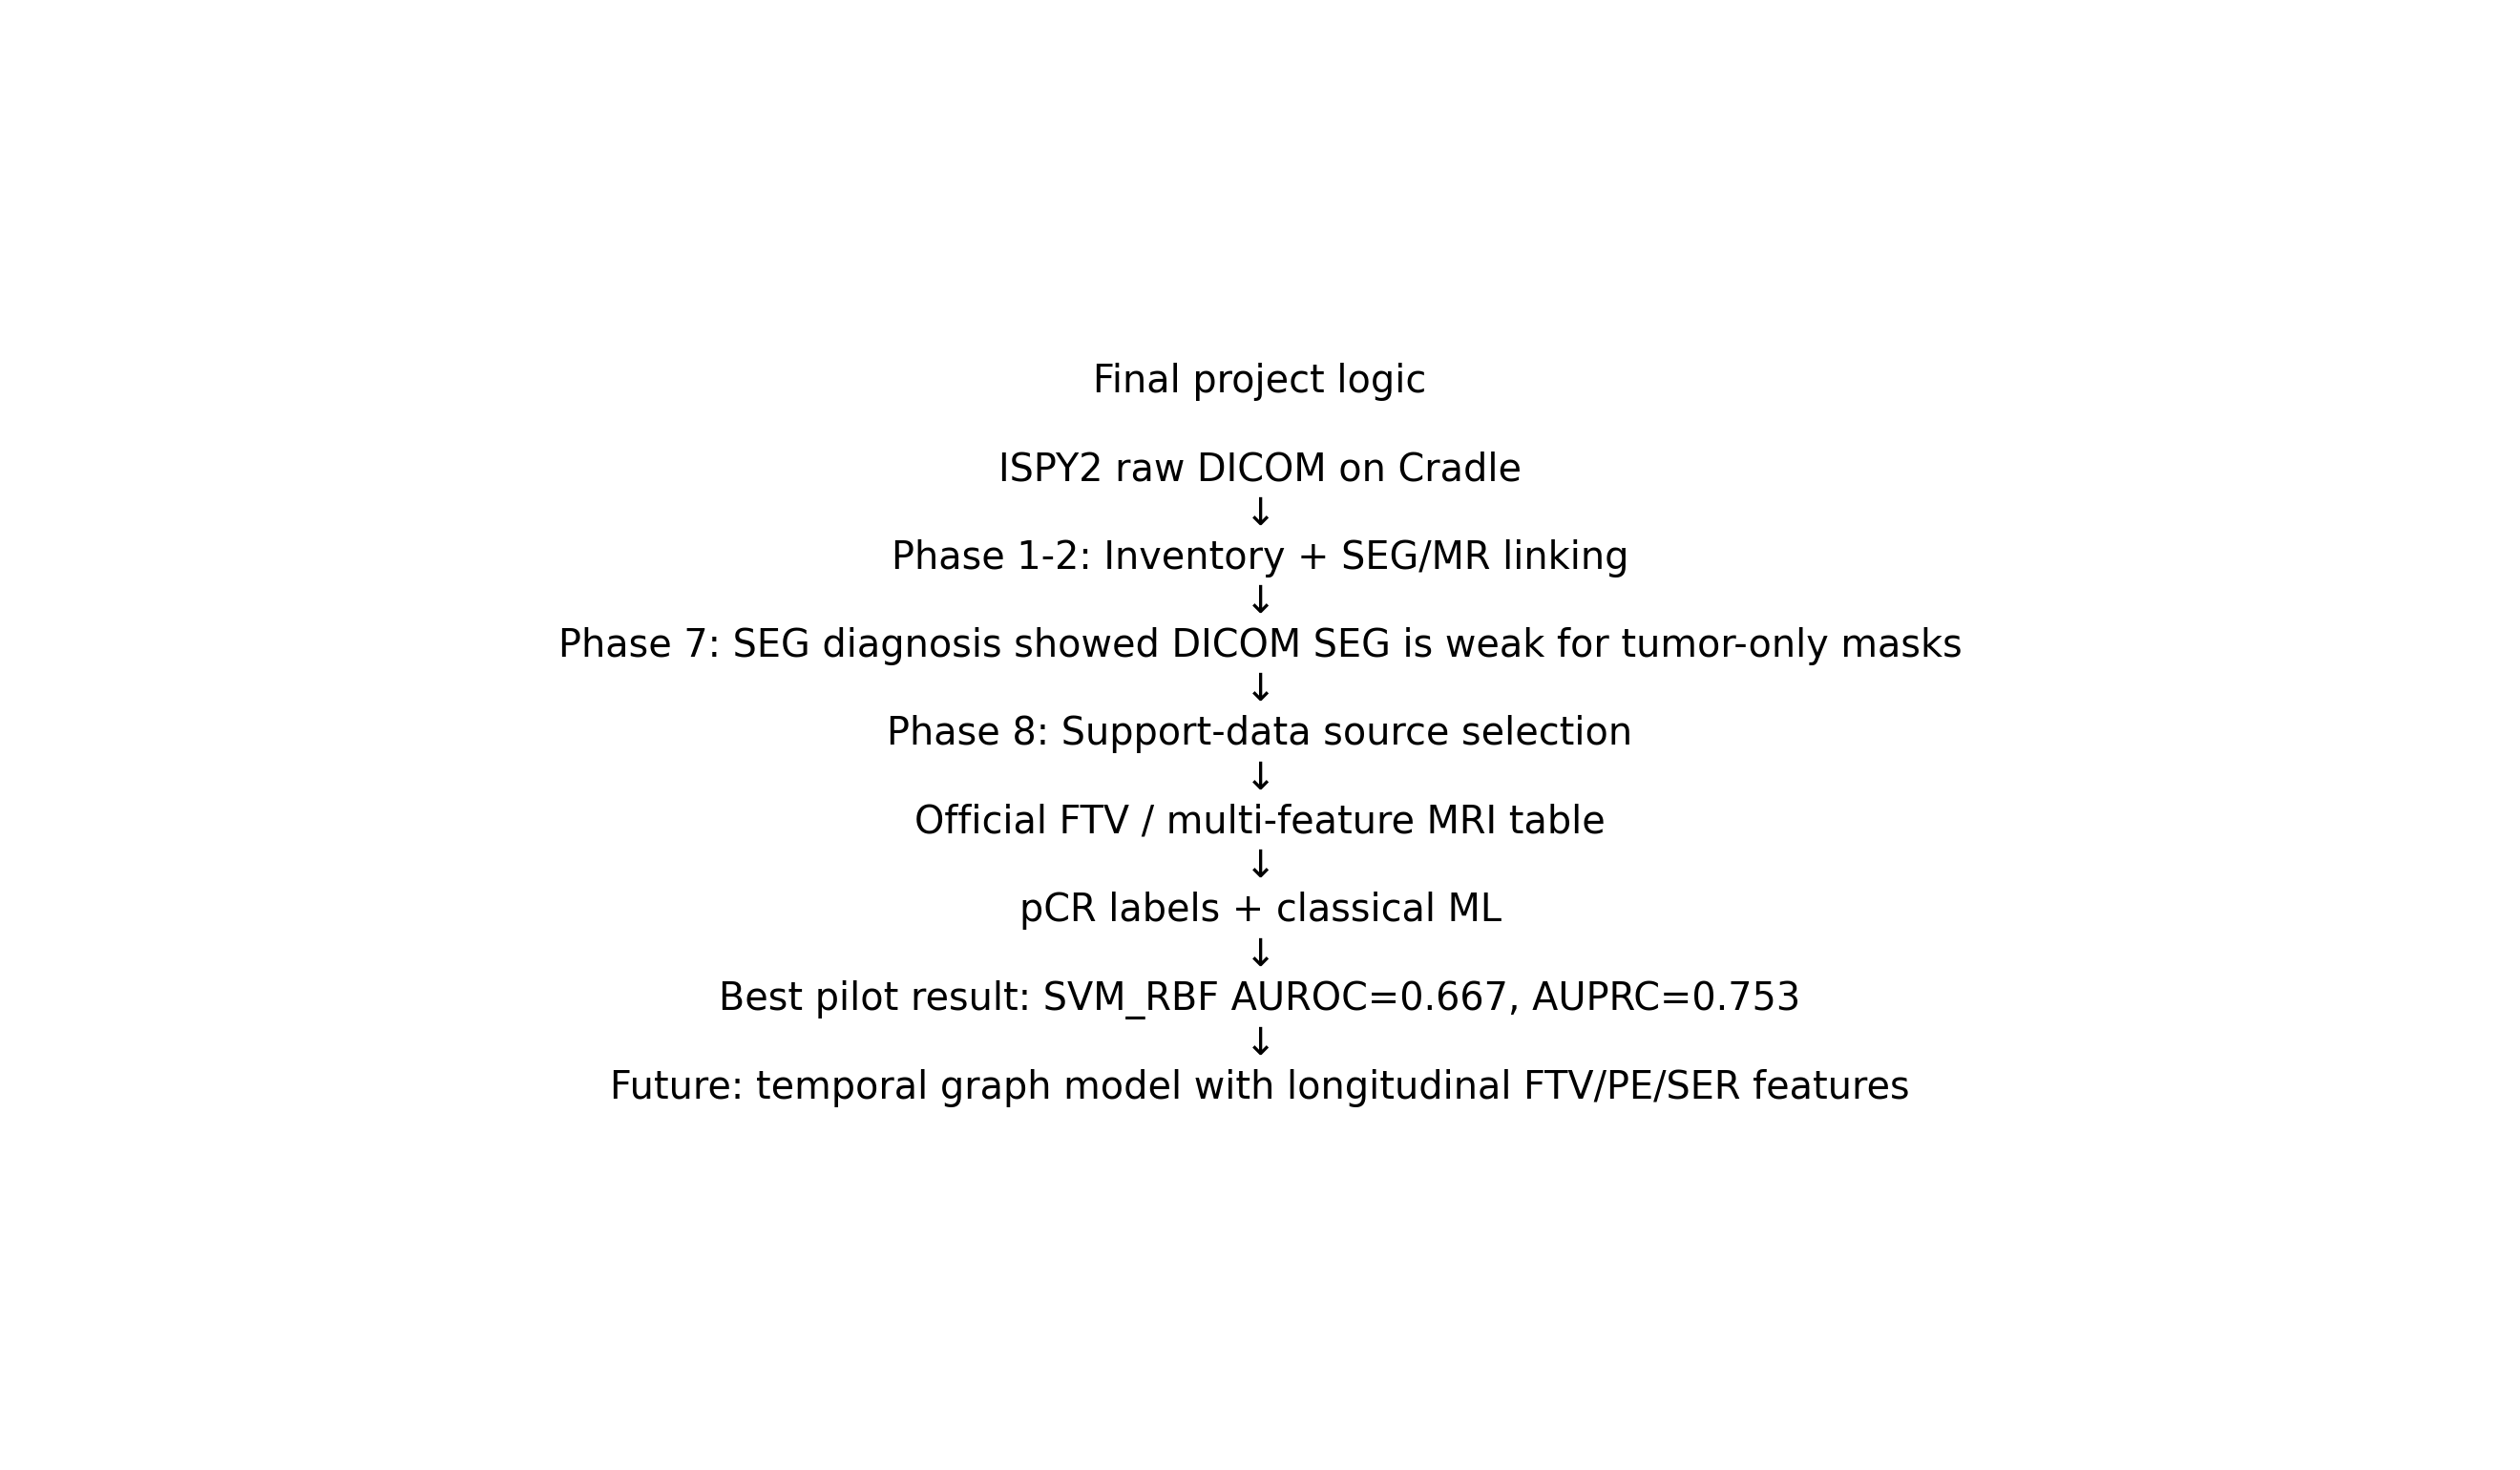 Final project logic
ISPY2 raw DICOM on Cradle
↓
Phase 1-2: Inventory + SEG/MR linking
↓
Phase 7: SEG diagnosis showed DICOM SEG is weak for tumor-only masks
↓
Phase 8: Support-data source selection
↓
Official FTV / multi-feature MRI table
↓
pCR labels + classical ML
↓
Best pilot result: SVM_RBF AUROC=0.667, AUPRC=0.753
↓
Future: temporal graph model with longitudinal FTV/PE/SER features